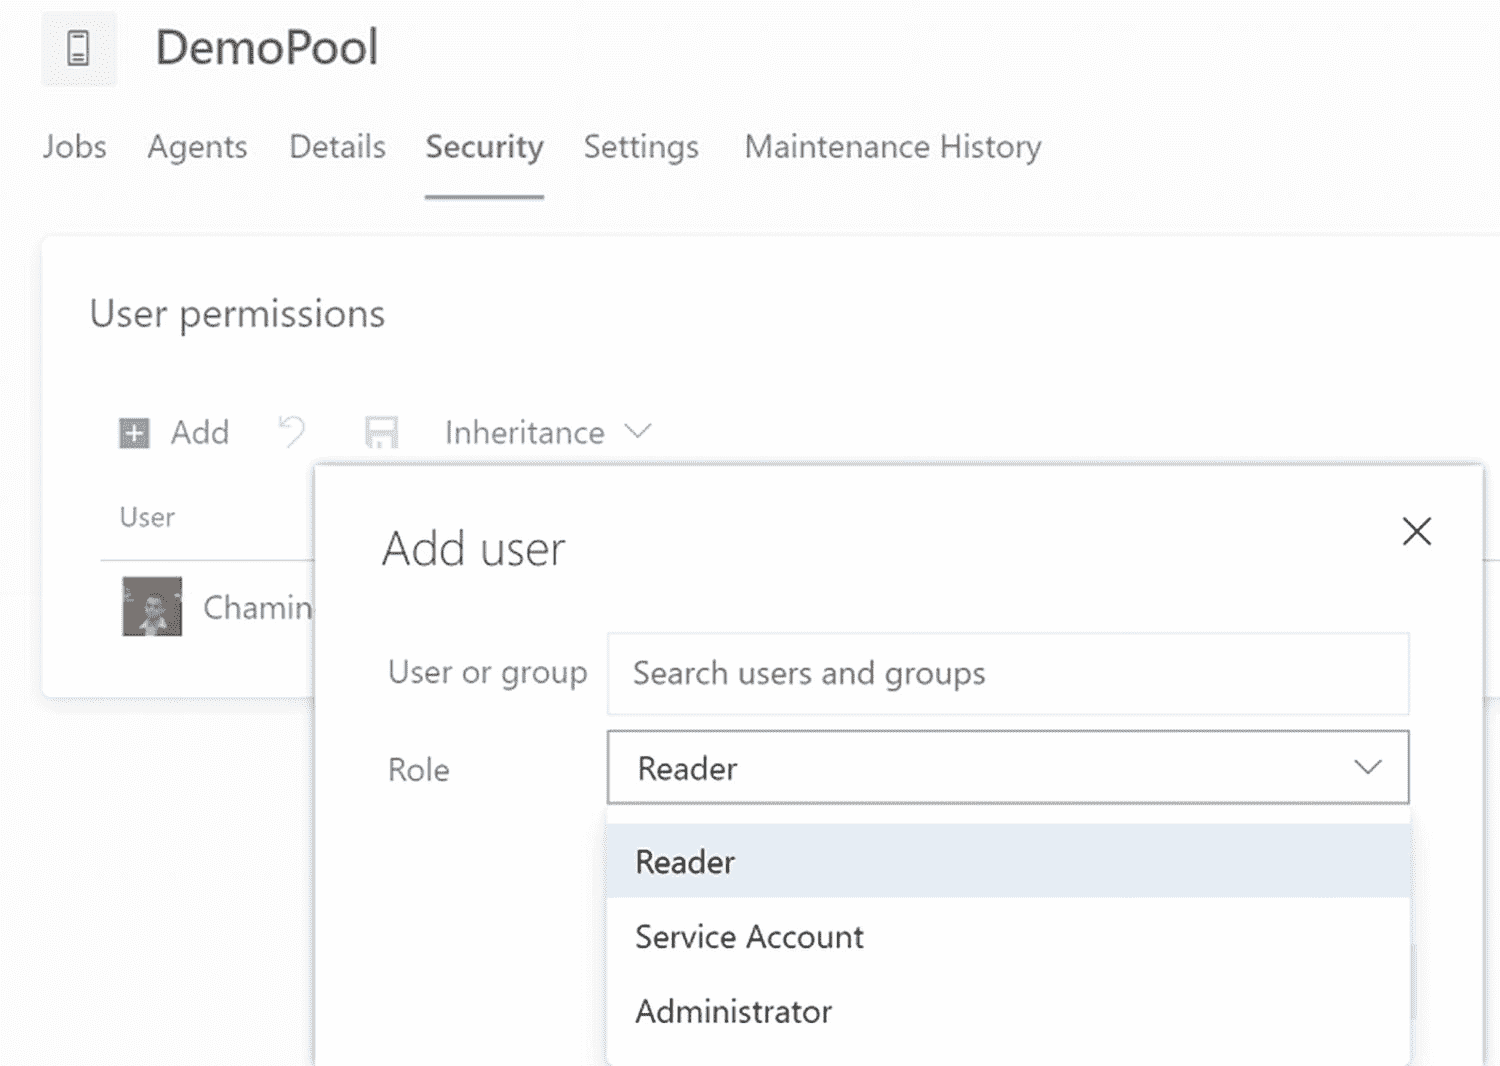 DemoPool
Jobs Agents Details Security Settings Maintenance History
User permissions
Add Inheritance
User
Chamin
Add user
User or group Search users and groups
Role Reader
Reader
Service Account
Administrator